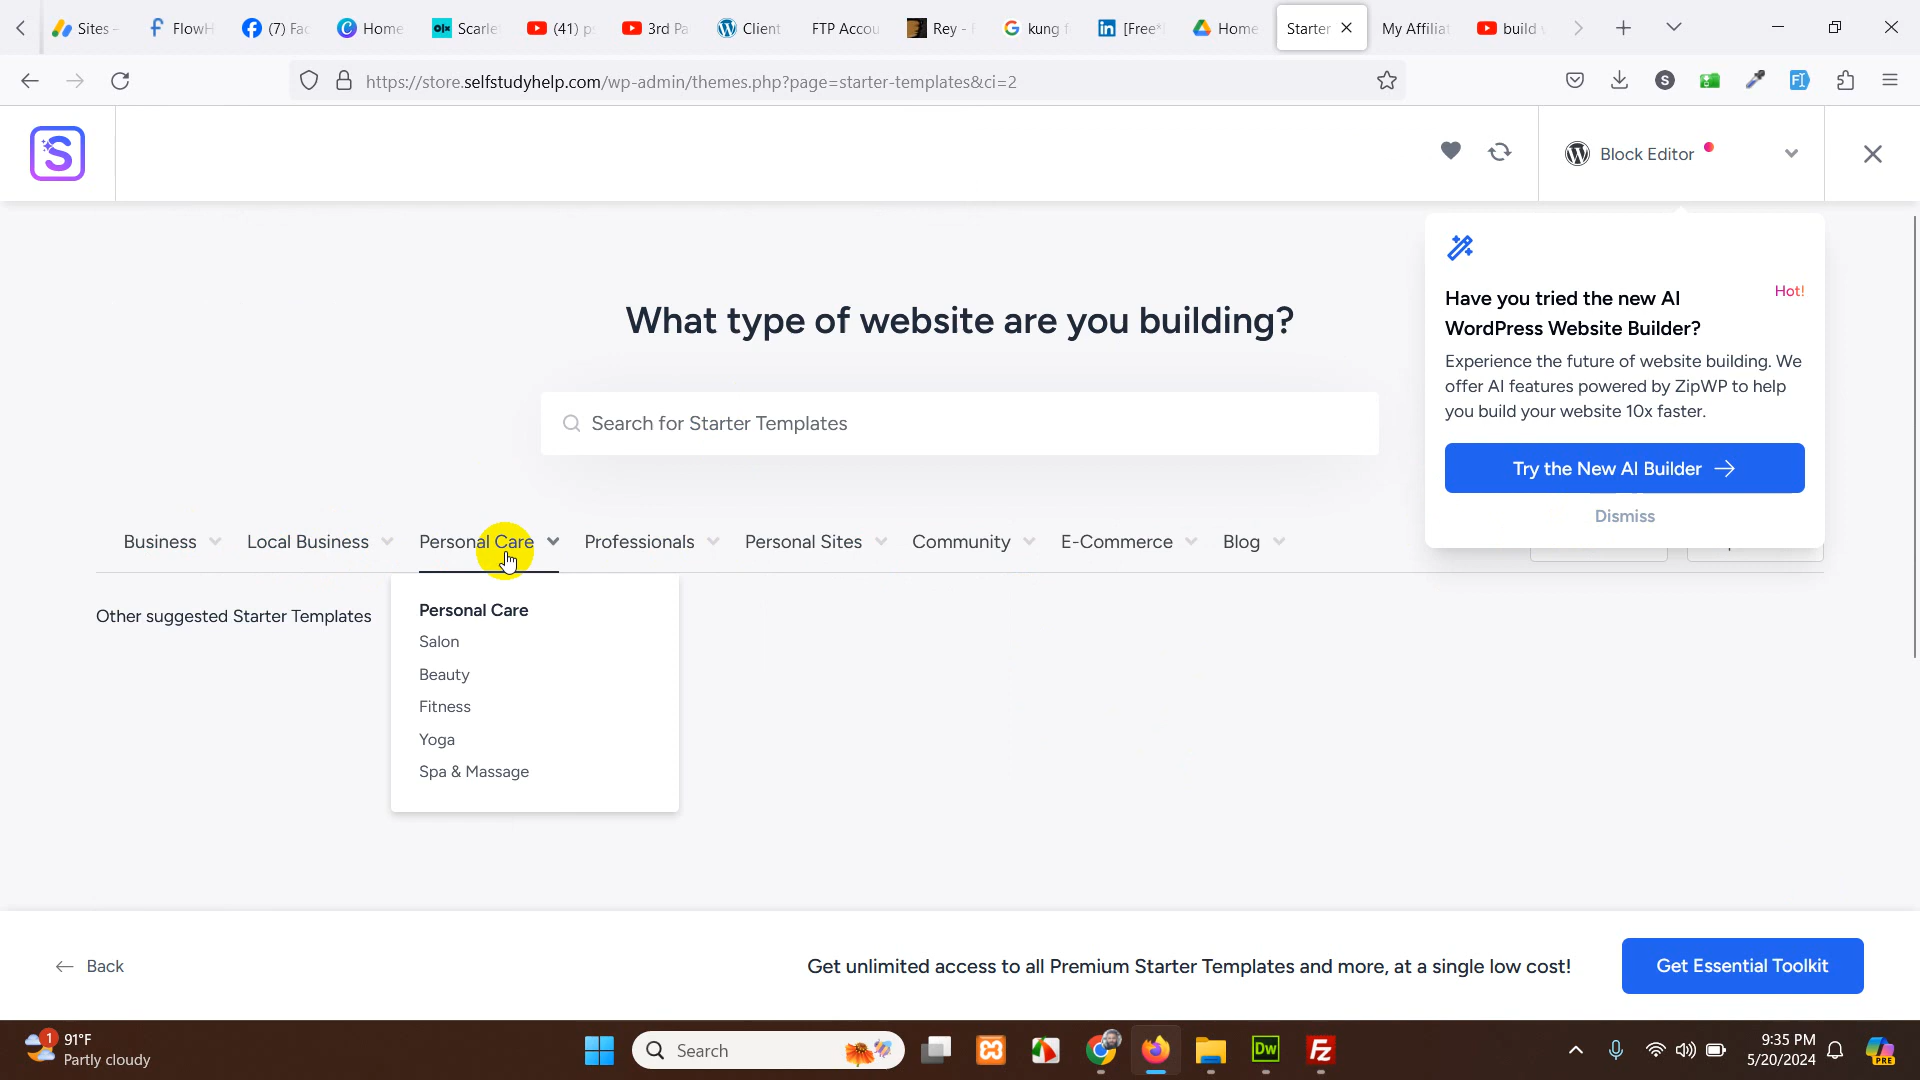 Sites -
FlowH
(7) Fac
Home
Scarle
(41) p
3rd Pa
Client
FTP Accou
Rey -
kung f
[Free*
Home
Starter
My Affiliat
build
https://store.selfstudyhelp.com/wp-admin/themes.php?page=starter-templates&ci=2
Block Editor
Have you tried the new AI WordPress Website Builder?
Hot!
Experience the future of website building. We
offer AI features powered by ZipWP to help
you build your website 10x faster.
Try the New AI Builder
Dismiss
What type of website are you building?
Search for Starter Templates
Business
Local Business
Personal Care
Professionals
Personal Sites
Community
E-Commerce
Blog
Other suggested Starter Templates
Personal Care
Salon
Beauty
Fitness
Yoga
Spa & Massage
Back
Get unlimited access to all Premium Starter Templates and more, at a single low cost!
Get Essential Toolkit
1
91°F
Partly cloudy
Search
Dw
Fz
9:35 PM
5/20/2024
PRE